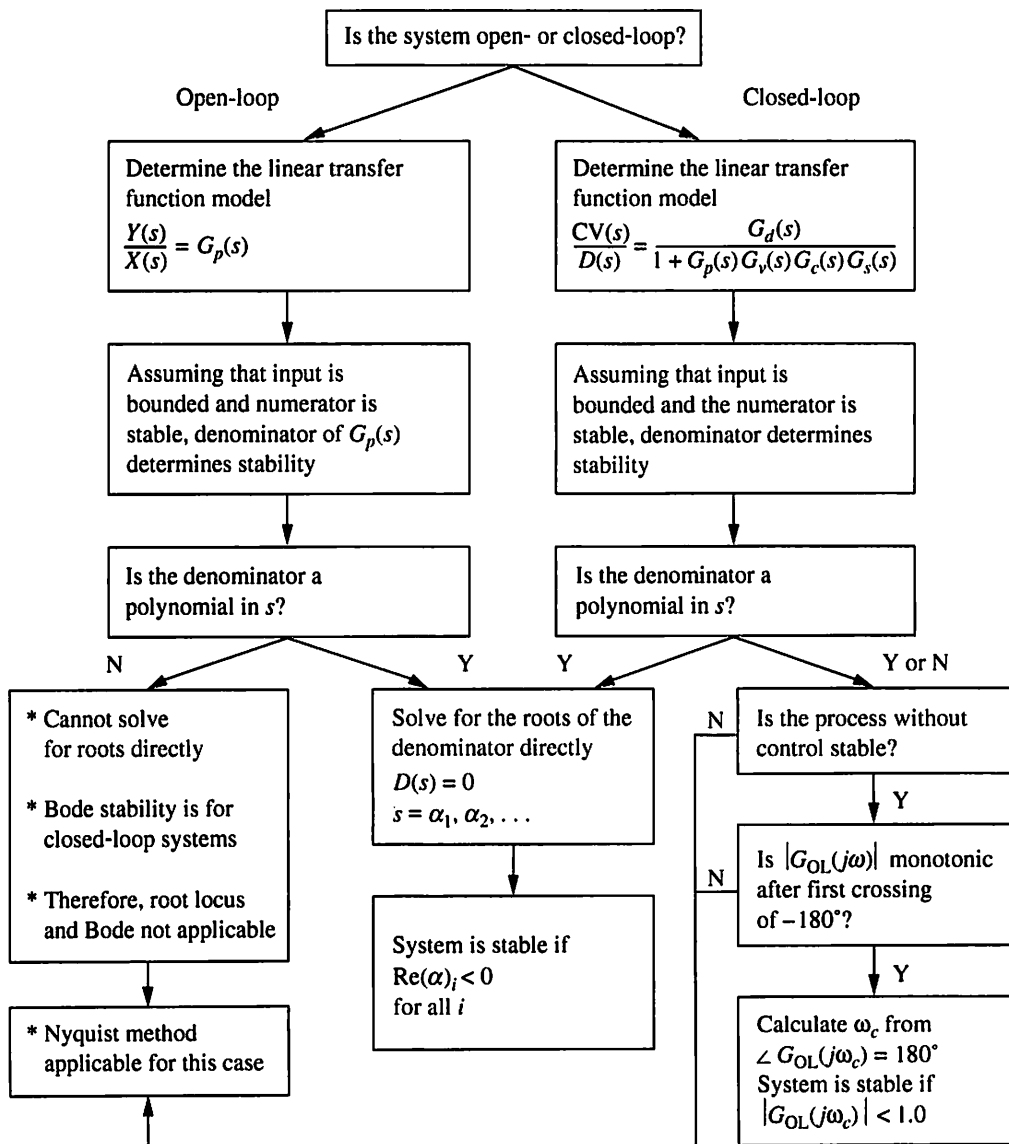 Is the system open- or closed-loop?
Open-loop
Closed-loop
Determine the linear transfer
function model
Y(s)
X(s)
= G_p(s)
Determine the linear transfer
function model
CV(s)
D(s)
=
G_d(s)
1 + G_p(s) G_v(s) G_c(s) G_s(s)
Assuming that input is
bounded and numerator is
stable, denominator of G_p(s)
determines stability
Assuming that input is
bounded and the numerator is
stable, denominator determines
stability
Is the denominator a
polynomial in s?
Is the denominator a
polynomial in s?
N
Y
Y
Y or N
* Cannot solve
for roots directly
* Bode stability is for
closed-loop systems
* Therefore, root locus
and Bode not applicable
* Nyquist method
applicable for this case
Solve for the roots of the
denominator directly
D(s) = 0
s = α₁, α₂, . . .
System is stable if
Re(α)ᵢ < 0
for all i
N
Is the process without
control stable?
Y
N
Is |G_OL(jω)| monotonic
after first crossing
of −180°?
Y
Calculate ω_c from
∠ G_OL(jω_c) = 180°
System is stable if
|G_OL(jω_c)| < 1.0